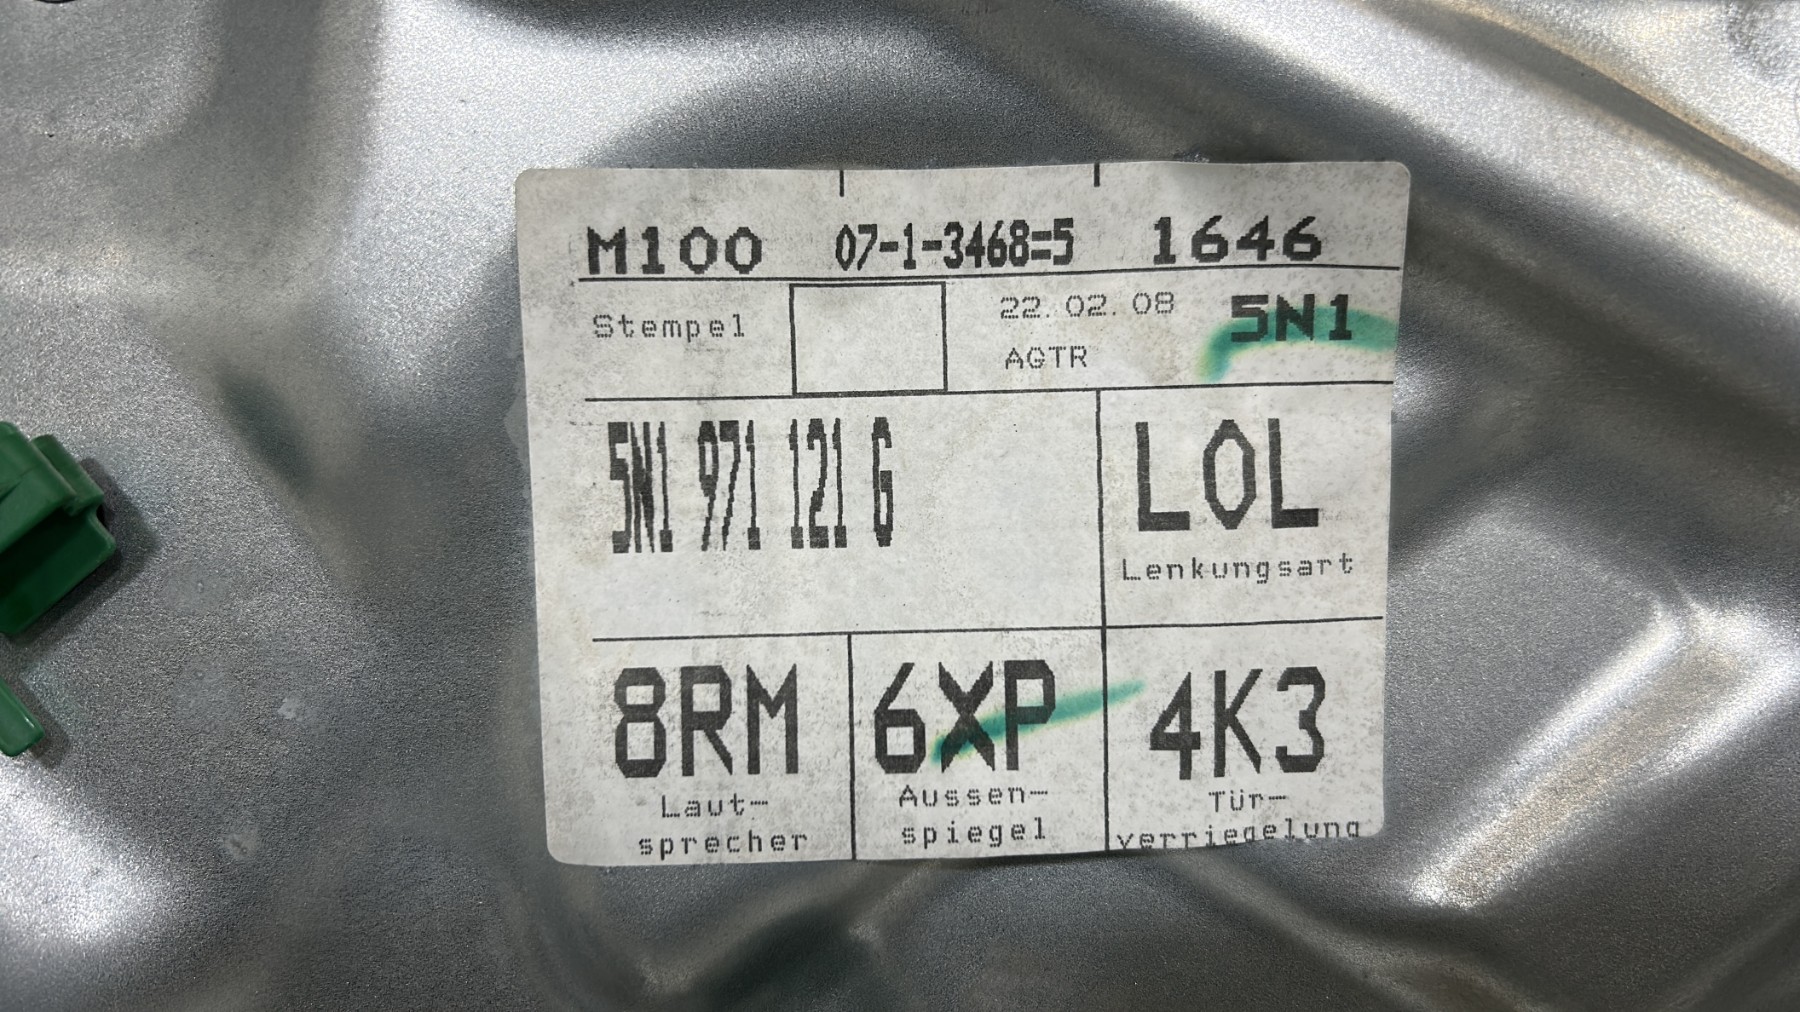 M100 07-1-3468=5 1646
Stempel 22.02.08 5N1
AGTR
5N1 971 121 G L0L
Lenkungsart
8RM 6XP 4K3
Laut-
sprecher
Aussen-
spiegel
Tür-
verriegelung